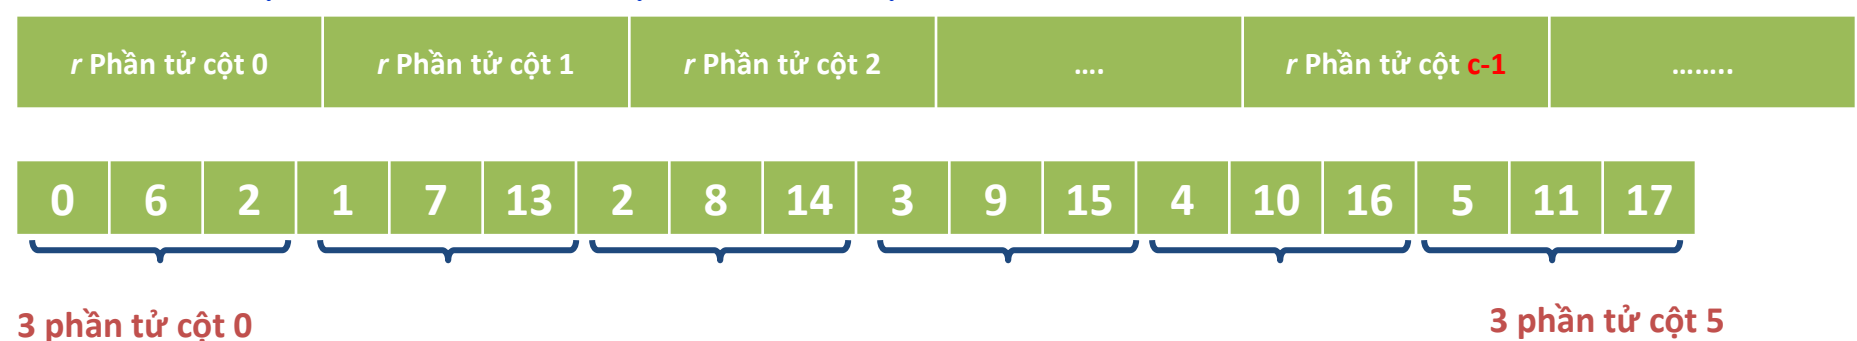 r Phần tử cột 0 r Phần tử cột 1 r Phần tử cột 2 .... r Phần tử cột c-1 ........
0 6 2 1 7 13 2 8 14 3 9 15 4 10 16 5 11 17
3 phần tử cột 0 3 phần tử cột 5